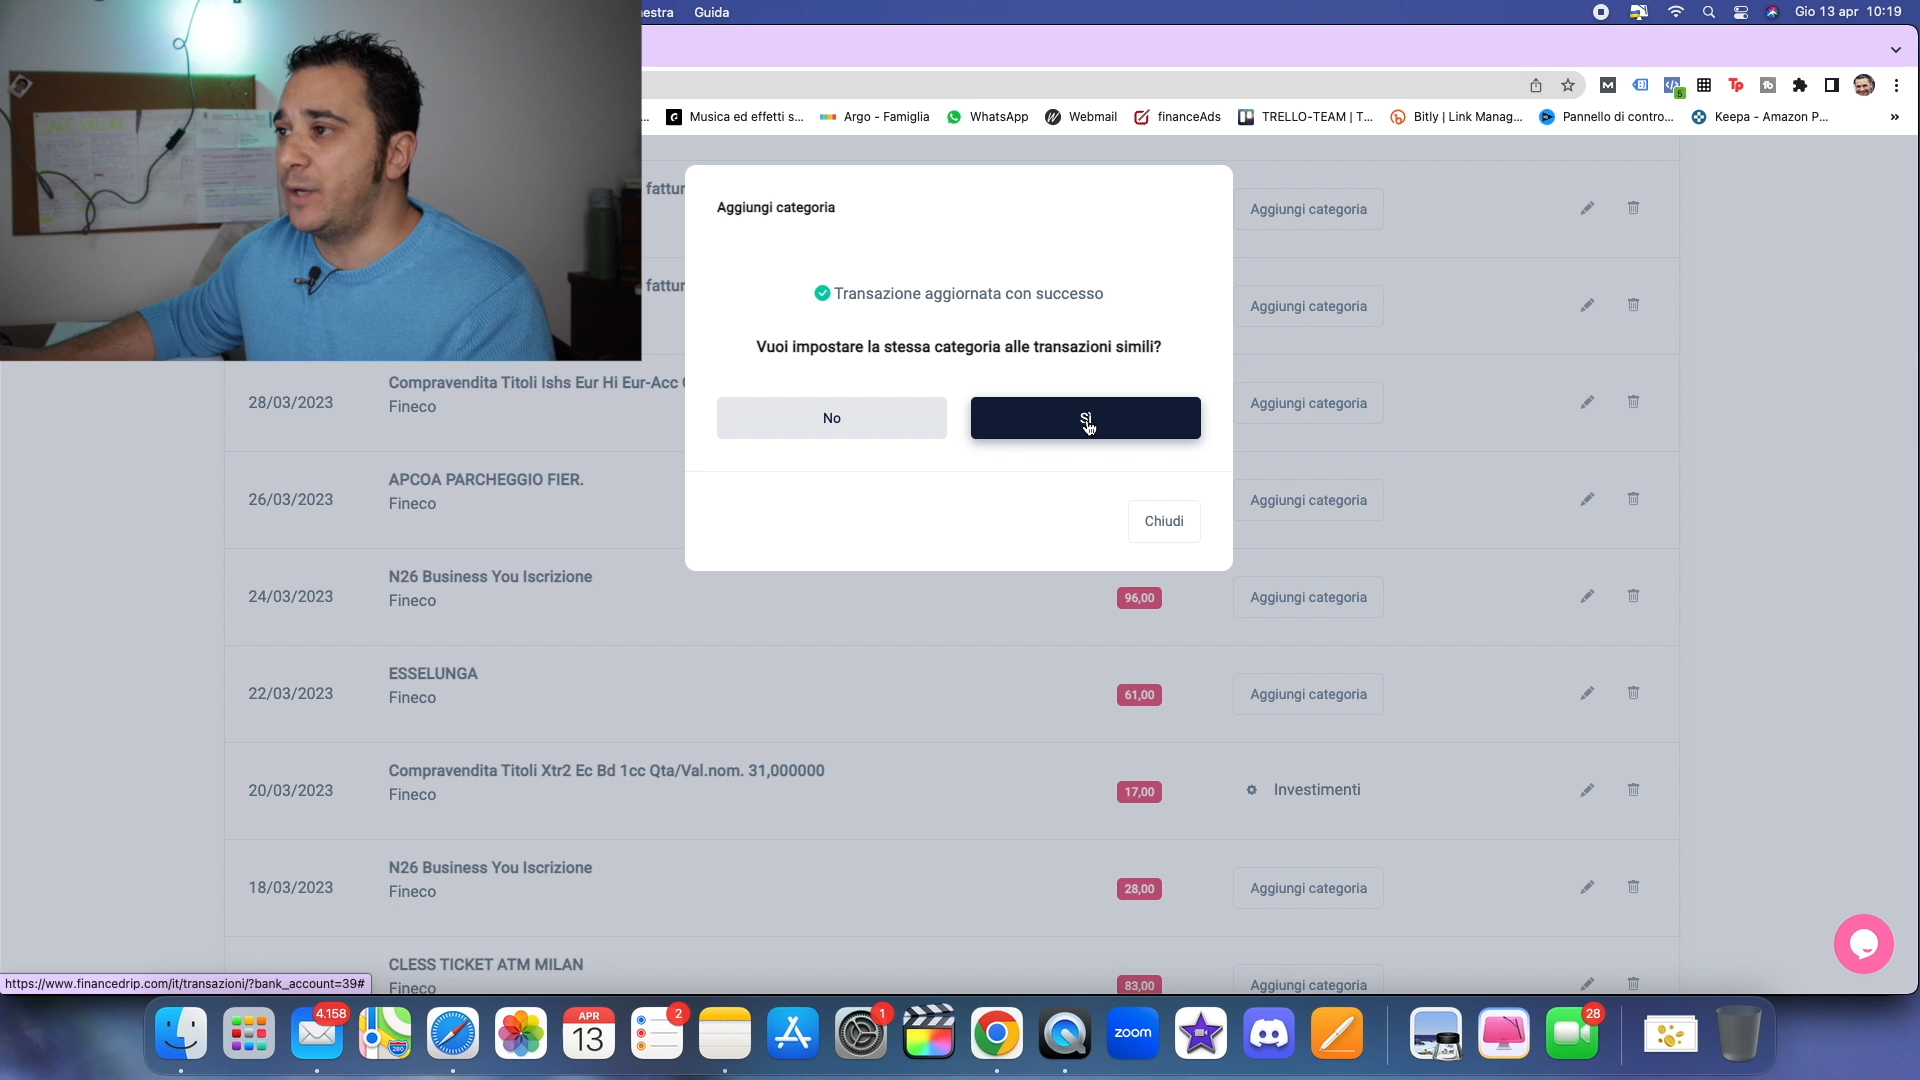 estra Guida
Gio 13 apr 10:19
5
Tp
... Musica ed effetti s... Argo - Famiglia WhatsApp Webmail financeAds TRELLO-TEAM | T... Bitly | Link Manag... Pannello di contro... Keepa - Amazon P... »
Aggiungi categoria
Transazione aggiornata con successo
Vuoi impostare la stessa categoria alle transazioni simili?
No
Sì
Chiudi
fattur
Aggiungi categoria
fattur
Aggiungi categoria
28/03/2023
Compravendita Titoli Ishs Eur Hi Eur-Acc
Fineco
Aggiungi categoria
26/03/2023
APCOA PARCHEGGIO FIER.
Fineco
Aggiungi categoria
24/03/2023
N26 Business You Iscrizione
Fineco
96,00
Aggiungi categoria
22/03/2023
ESSELUNGA
Fineco
61,00
Aggiungi categoria
20/03/2023
Compravendita Titoli Xtr2 Ec Bd 1cc Qta/Val.nom. 31,000000
Fineco
17,00
Investimenti
18/03/2023
N26 Business You Iscrizione
Fineco
28,00
Aggiungi categoria
CLESS TICKET ATM MILAN
Fineco
83,00
Aggiungi categoria
https://www.financedrip.com/it/transazioni/?bank_account=39#
4.158
280
APR
13
2
1
zoom
28